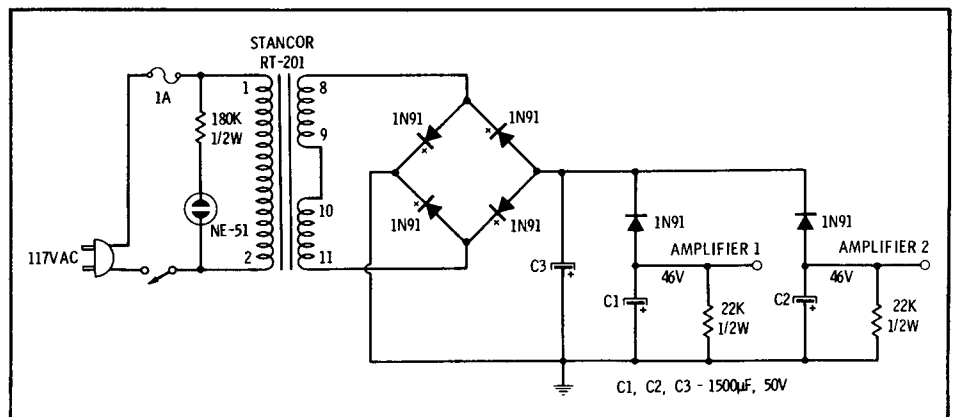 STANCOR
RT-201
1A
1
8
180K
1/2W
9
1N91
1N91
×
×
10
×
×
NE-51
1N91
1N91
1N91
1N91
117VAC
2
11
AMPLIFIER 1
AMPLIFIER 2
C3
46V
46V
+
C1
+
22K
1/2W
C2
+
22K
1/2W
C1, C2, C3 - 1500µF, 50V